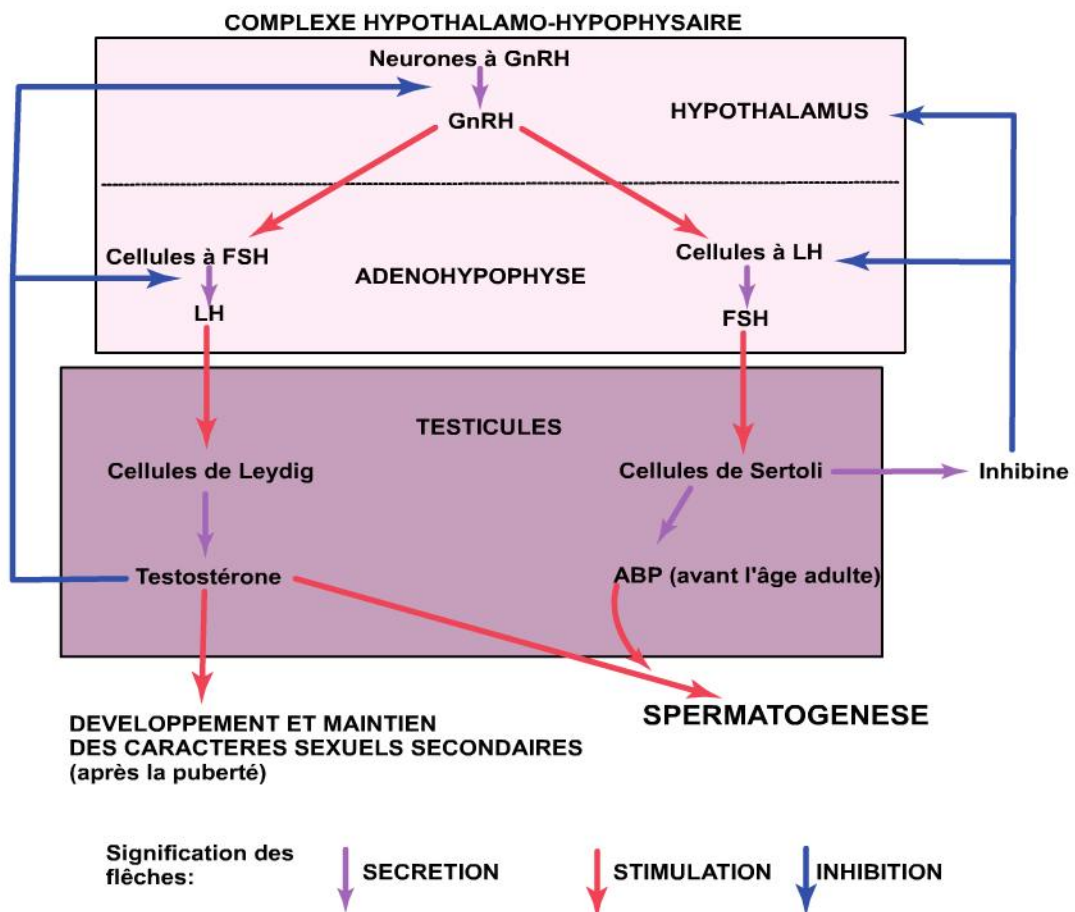 COMPLEXE HYPOTHALAMO-HYPOPHYSAIRE
Neurones à GnRH
HYPOTHALAMUS
GnRH
Cellules à FSH
Cellules à LH
ADENOHYPOPHYSE
LH
FSH
TESTICULES
Cellules de Leydig
Cellules de Sertoli
Inhibine
Testostérone
ABP (avant l'âge adulte)
SPERMATOGENESE
DEVELOPPEMENT ET MAINTIEN
DES CARACTERES SEXUELS SECONDAIRES
(après la puberté)
Signification des
flêches:
SECRETION
STIMULATION
INHIBITION